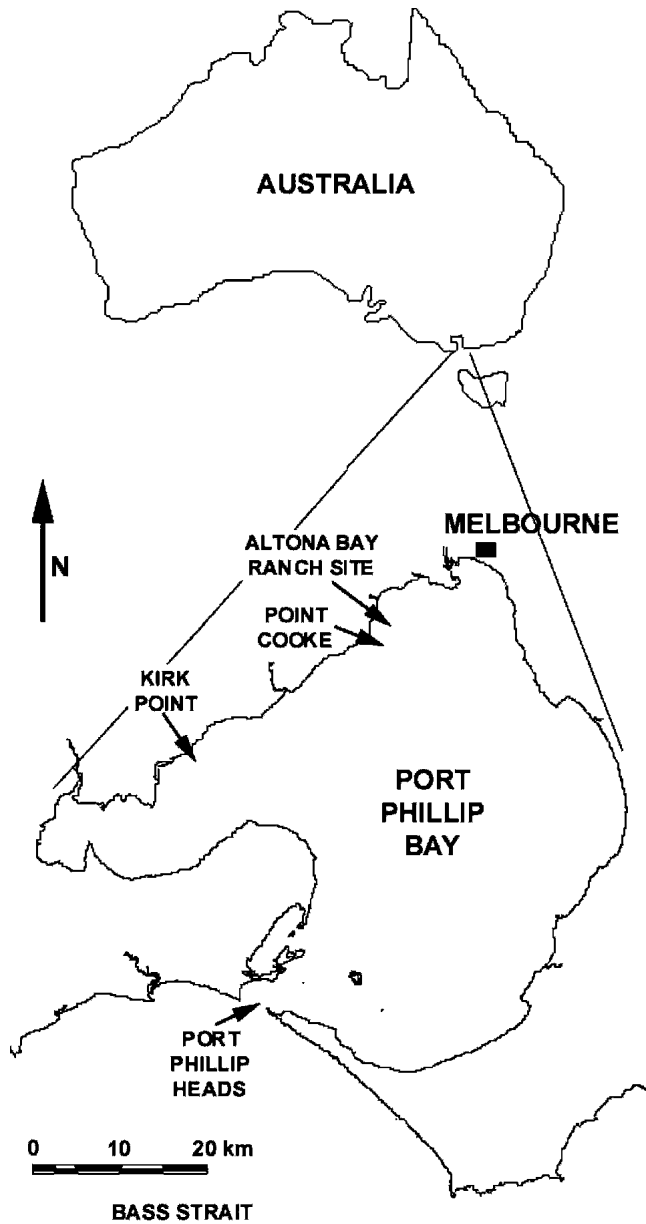 AUSTRALIA
MELBOURNE
ALTONA BAY
RANCH SITE
N
POINT
COOKE
KIRK
POINT
PORT
PHILLIP
BAY
PORT
PHILLIP
HEADS
0 10 20 km
BASS STRAIT